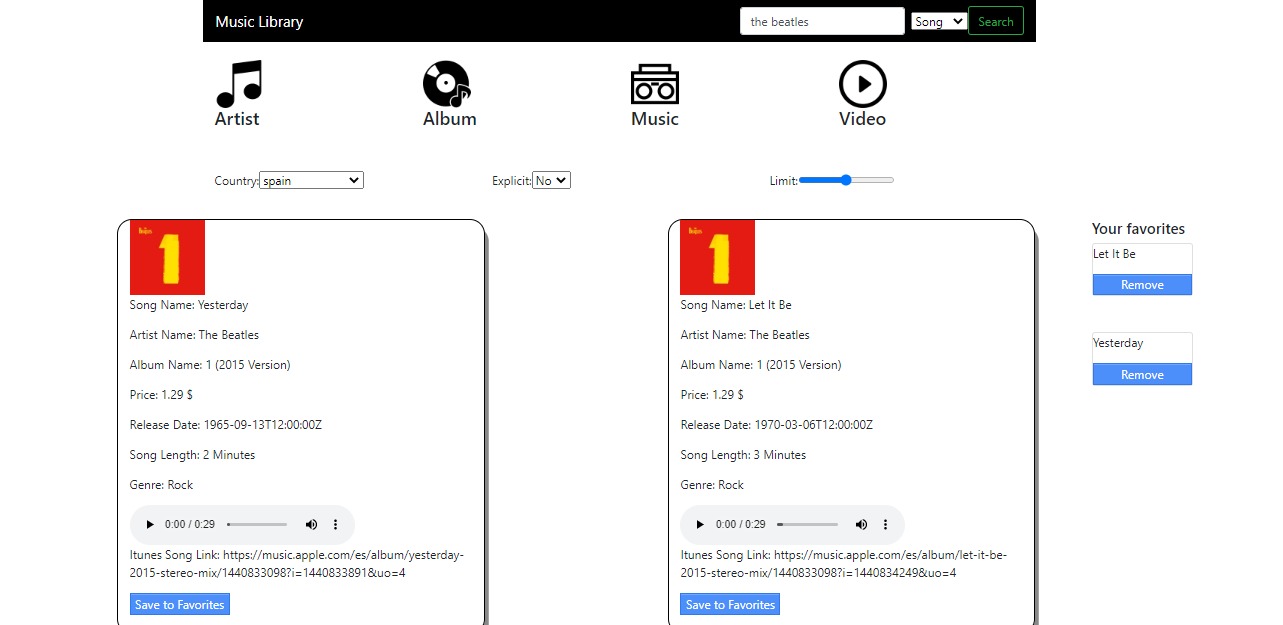 Music Library
the beatles
Song
Search
Artist
Album
Music
Video
Country: spain
Explicit: No
Limit:
1
Song Name: Yesterday
Artist Name: The Beatles
Album Name: 1 (2015 Version)
Price: 1.29 $
Release Date: 1965-09-13T12:00:00Z
Song Length: 2 Minutes
Genre: Rock
0:00 / 0:29
Itunes Song Link: https://music.apple.com/es/album/yesterday-
2015-stereo-mix/1440833098?i=1440833891&uo=4
Save to Favorites
1
Song Name: Let It Be
Artist Name: The Beatles
Album Name: 1 (2015 Version)
Price: 1.29 $
Release Date: 1970-03-06T12:00:00Z
Song Length: 3 Minutes
Genre: Rock
0:00 / 0:29
Itunes Song Link: https://music.apple.com/es/album/let-it-be-
2015-stereo-mix/1440833098?i=1440834249&uo=4
Save to Favorites
Your favorites
Let It Be
Remove
Yesterday
Remove